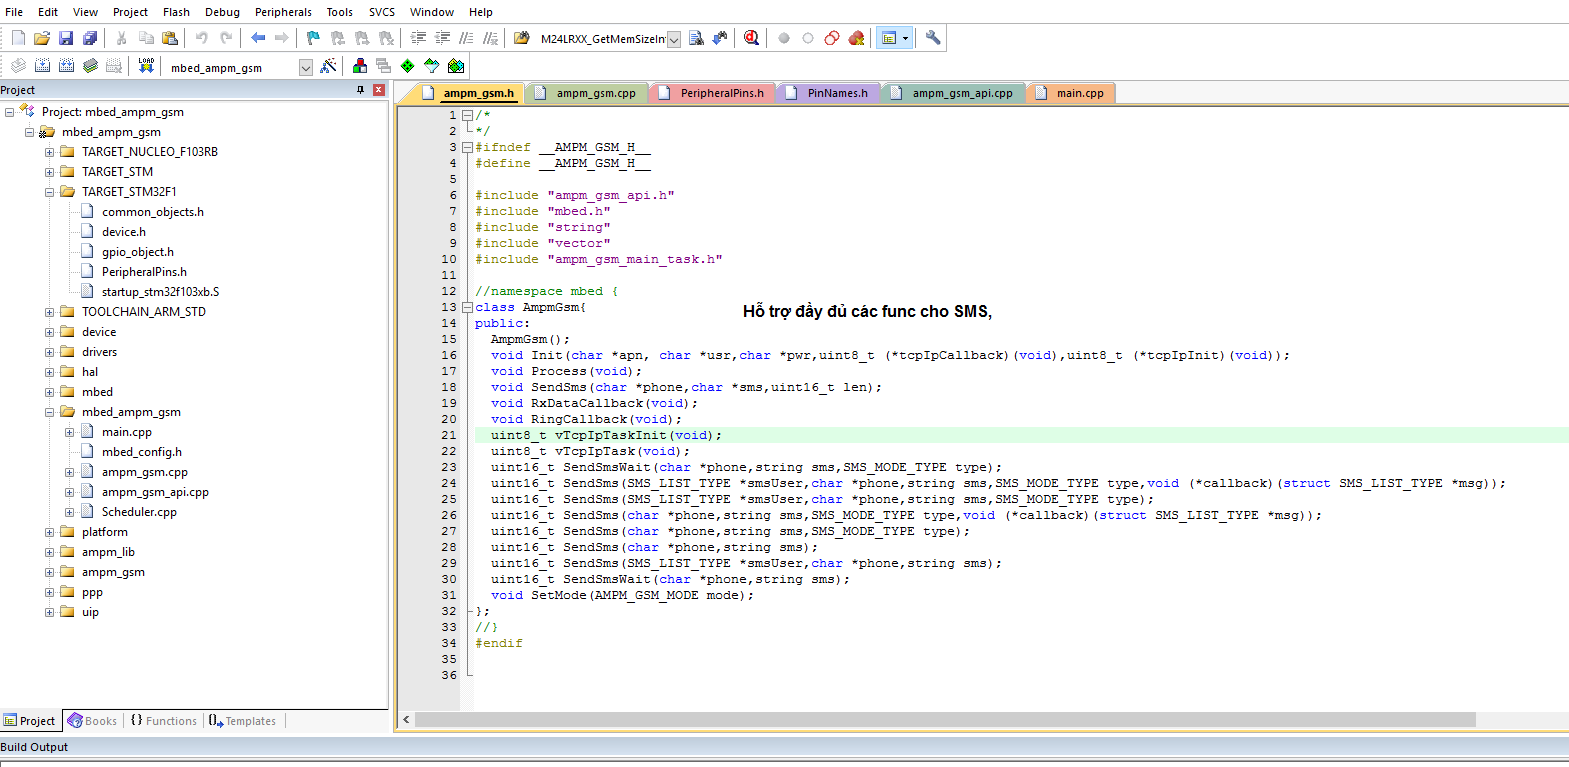 File Edit View Project Flash Debug Peripherals Tools SVCS Window Help
M24LRXX_GetMemSizeIn
LOAD mbed_ampm_gsm
Project
ampm_gsm.h ampm_gsm.cpp PeripheralPins.h PinNames.h ampm_gsm_api.cpp main.cpp
Project: mbed_ampm_gsm
mbed_ampm_gsm
TARGET_NUCLEO_F103RB
TARGET_STM
TARGET_STM32F1
common_objects.h
device.h
gpio_object.h
PeripheralPins.h
startup_stm32f103xb.S
TOOLCHAIN_ARM_STD
device
drivers
hal
mbed
mbed_ampm_gsm
main.cpp
mbed_config.h
ampm_gsm.cpp
ampm_gsm_api.cpp
Scheduler.cpp
platform
ampm_lib
ampm_gsm
ppp
uip
1 /*
2 */
3 #ifndef __AMPM_GSM_H__
4 #define __AMPM_GSM_H__
5
6 #include "ampm_gsm_api.h"
7 #include "mbed.h"
8 #include "string"
9 #include "vector"
10 #include "ampm_gsm_main_task.h"
11
12 //namespace mbed {
13 class AmpmGsm{
Hỗ trợ đầy đủ các func cho SMS,
14 public:
15 AmpmGsm();
16 void Init(char *apn, char *usr,char *pwr,uint8_t (*tcpIpCallback)(void),uint8_t (*tcpIpInit)(void));
17 void Process(void);
18 void SendSms(char *phone,char *sms,uint16_t len);
19 void RxDataCallback(void);
20 void RingCallback(void);
21 uint8_t vTcpIpTaskInit(void);
22 uint8_t vTcpIpTask(void);
23 uint16_t SendSmsWait(char *phone,string sms,SMS_MODE_TYPE type);
24 uint16_t SendSms(SMS_LIST_TYPE *smsUser,char *phone,string sms,SMS_MODE_TYPE type,void (*callback)(struct SMS_LIST_TYPE *msg));
25 uint16_t SendSms(SMS_LIST_TYPE *smsUser,char *phone,string sms,SMS_MODE_TYPE type);
26 uint16_t SendSms(char *phone,string sms,SMS_MODE_TYPE type,void (*callback)(struct SMS_LIST_TYPE *msg));
27 uint16_t SendSms(char *phone,string sms,SMS_MODE_TYPE type);
28 uint16_t SendSms(char *phone,string sms);
29 uint16_t SendSms(SMS_LIST_TYPE *smsUser,char *phone,string sms);
30 uint16_t SendSmsWait(char *phone,string sms);
31 void SetMode(AMPM_GSM_MODE mode);
32 };
33 //}
34 #endif
35
36
Project Books {} Functions Templates
Build Output